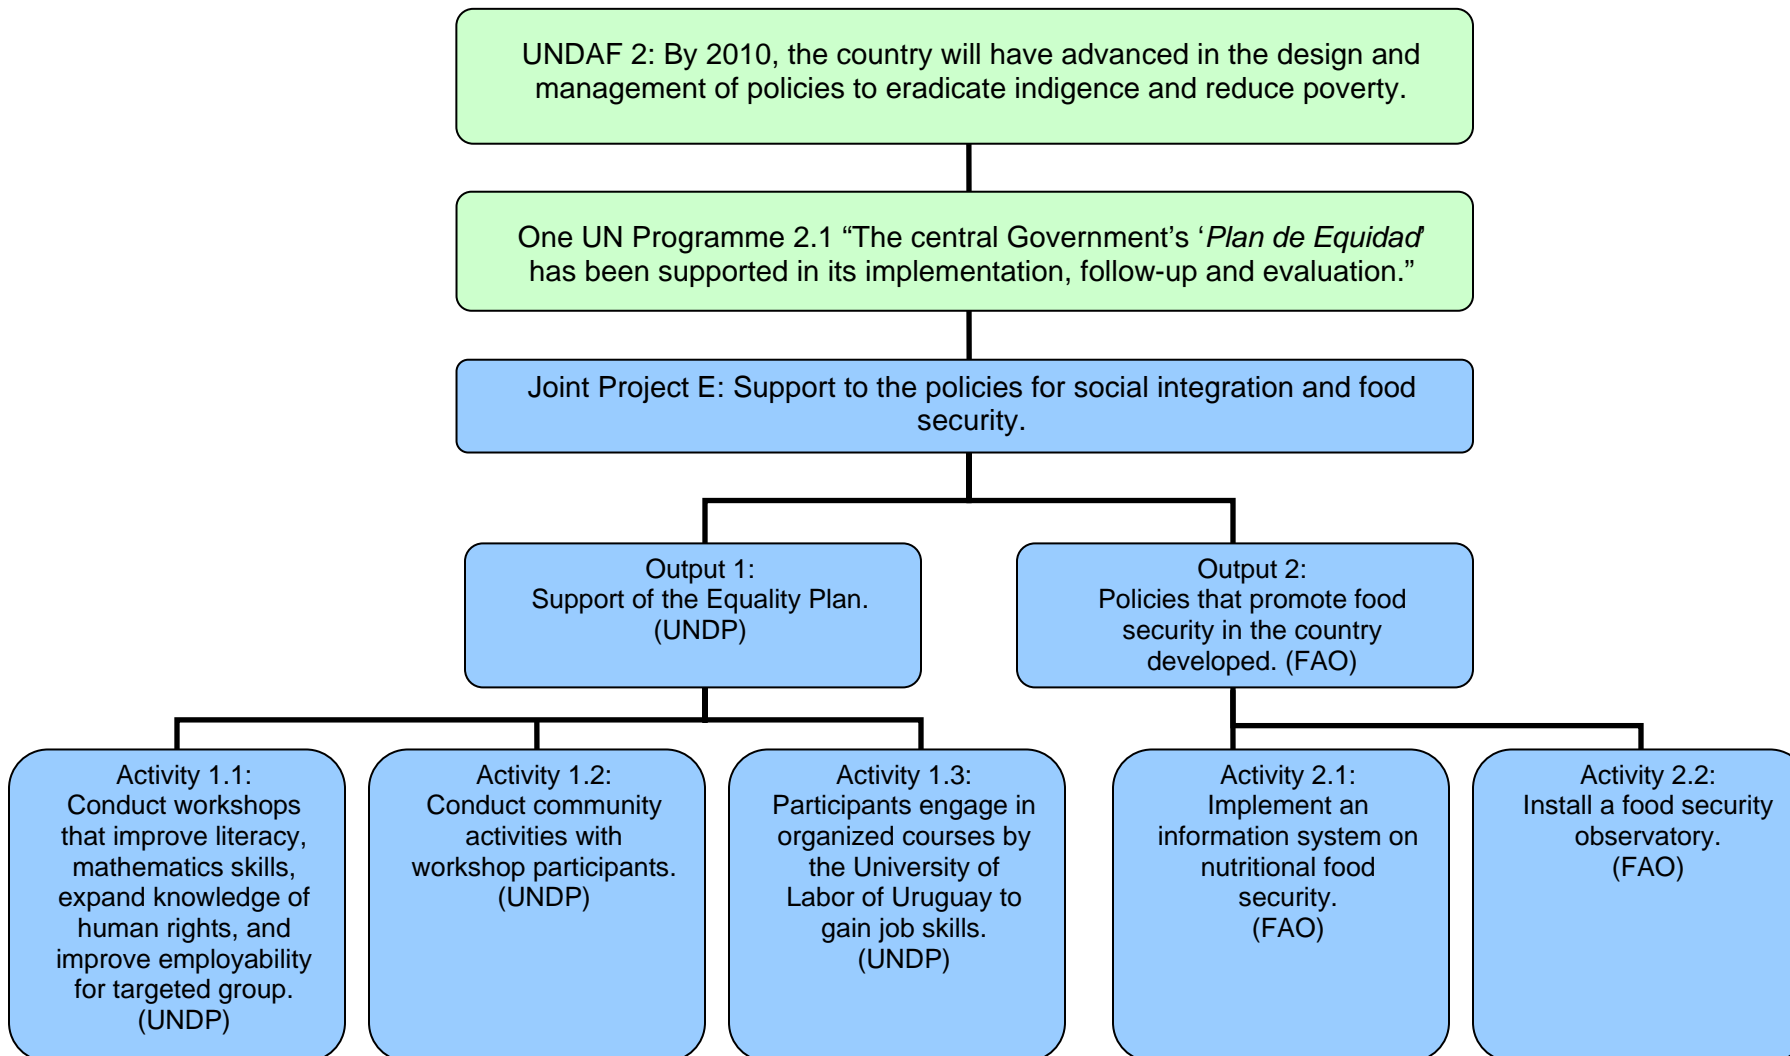 UNDAF 2: By 2010, the country will have advanced in the design and
management of policies to eradicate indigence and reduce poverty.
One UN Programme 2.1 “The central Government’s ‘Plan de Equidad’
has been supported in its implementation, follow-up and evaluation.”
Joint Project E: Support to the policies for social integration and food
security.
Output 1:
Support of the Equality Plan.
(UNDP)
Output 2:
Policies that promote food
security in the country
developed. (FAO)
Activity 1.1:
Conduct workshops
that improve literacy,
mathematics skills,
expand knowledge of
human rights, and
improve employability
for targeted group.
(UNDP)
Activity 1.2:
Conduct community
activities with
workshop participants.
(UNDP)
Activity 1.3:
Participants engage in
organized courses by
the University of
Labor of Uruguay to
gain job skills.
(UNDP)
Activity 2.1:
Implement an
information system on
nutritional food
security.
(FAO)
Activity 2.2:
Install a food security
observatory.
(FAO)